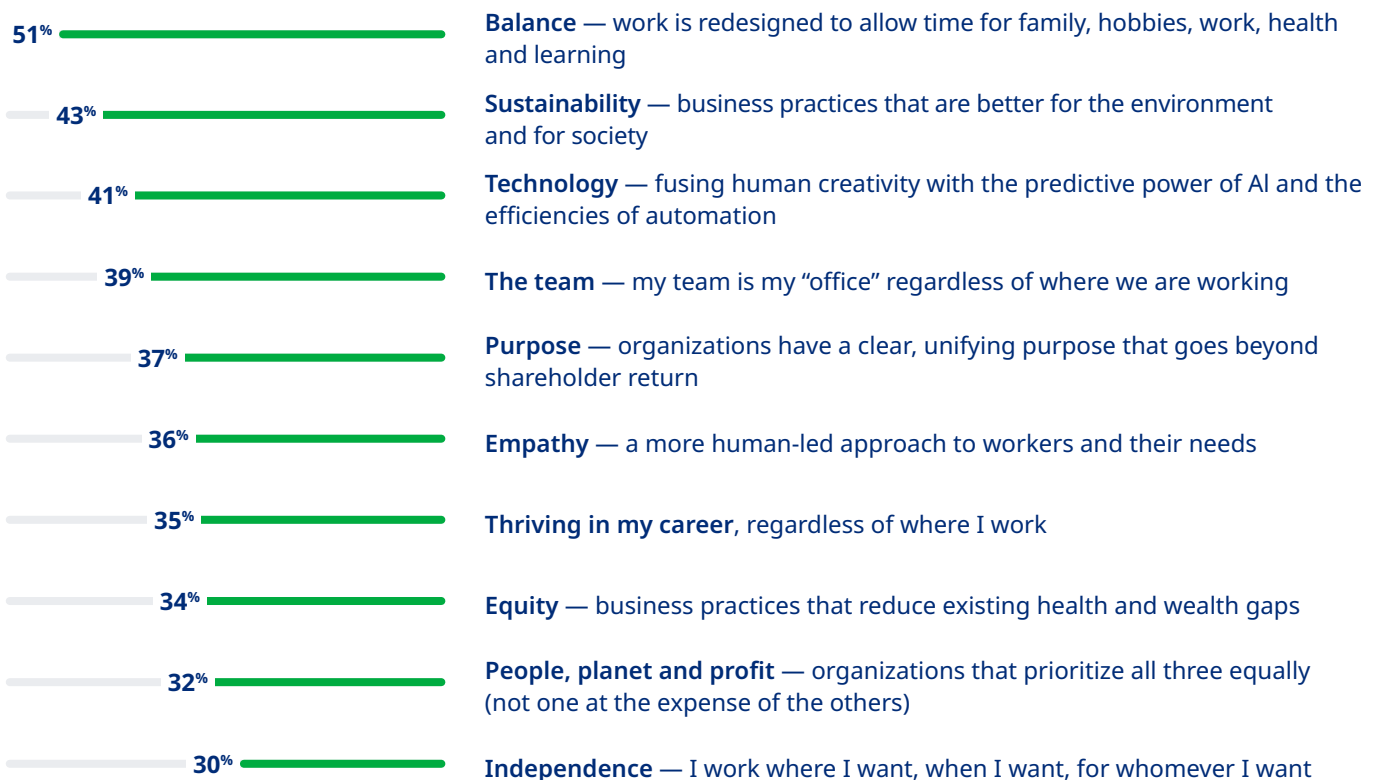 51%
Balance — work is redesigned to allow time for family, hobbies, work, health
and learning
43%
Sustainability — business practices that are better for the environment
and for society
41%
Technology — fusing human creativity with the predictive power of Al and the
efficiencies of automation
39%
The team — my team is my “office” regardless of where we are working
37%
Purpose — organizations have a clear, unifying purpose that goes beyond
shareholder return
36%
Empathy — a more human-led approach to workers and their needs
35%
Thriving in my career, regardless of where I work
34%
Equity — business practices that reduce existing health and wealth gaps
32%
People, planet and profit — organizations that prioritize all three equally
(not one at the expense of the others)
30%
Independence — I work where I want, when I want, for whomever I want